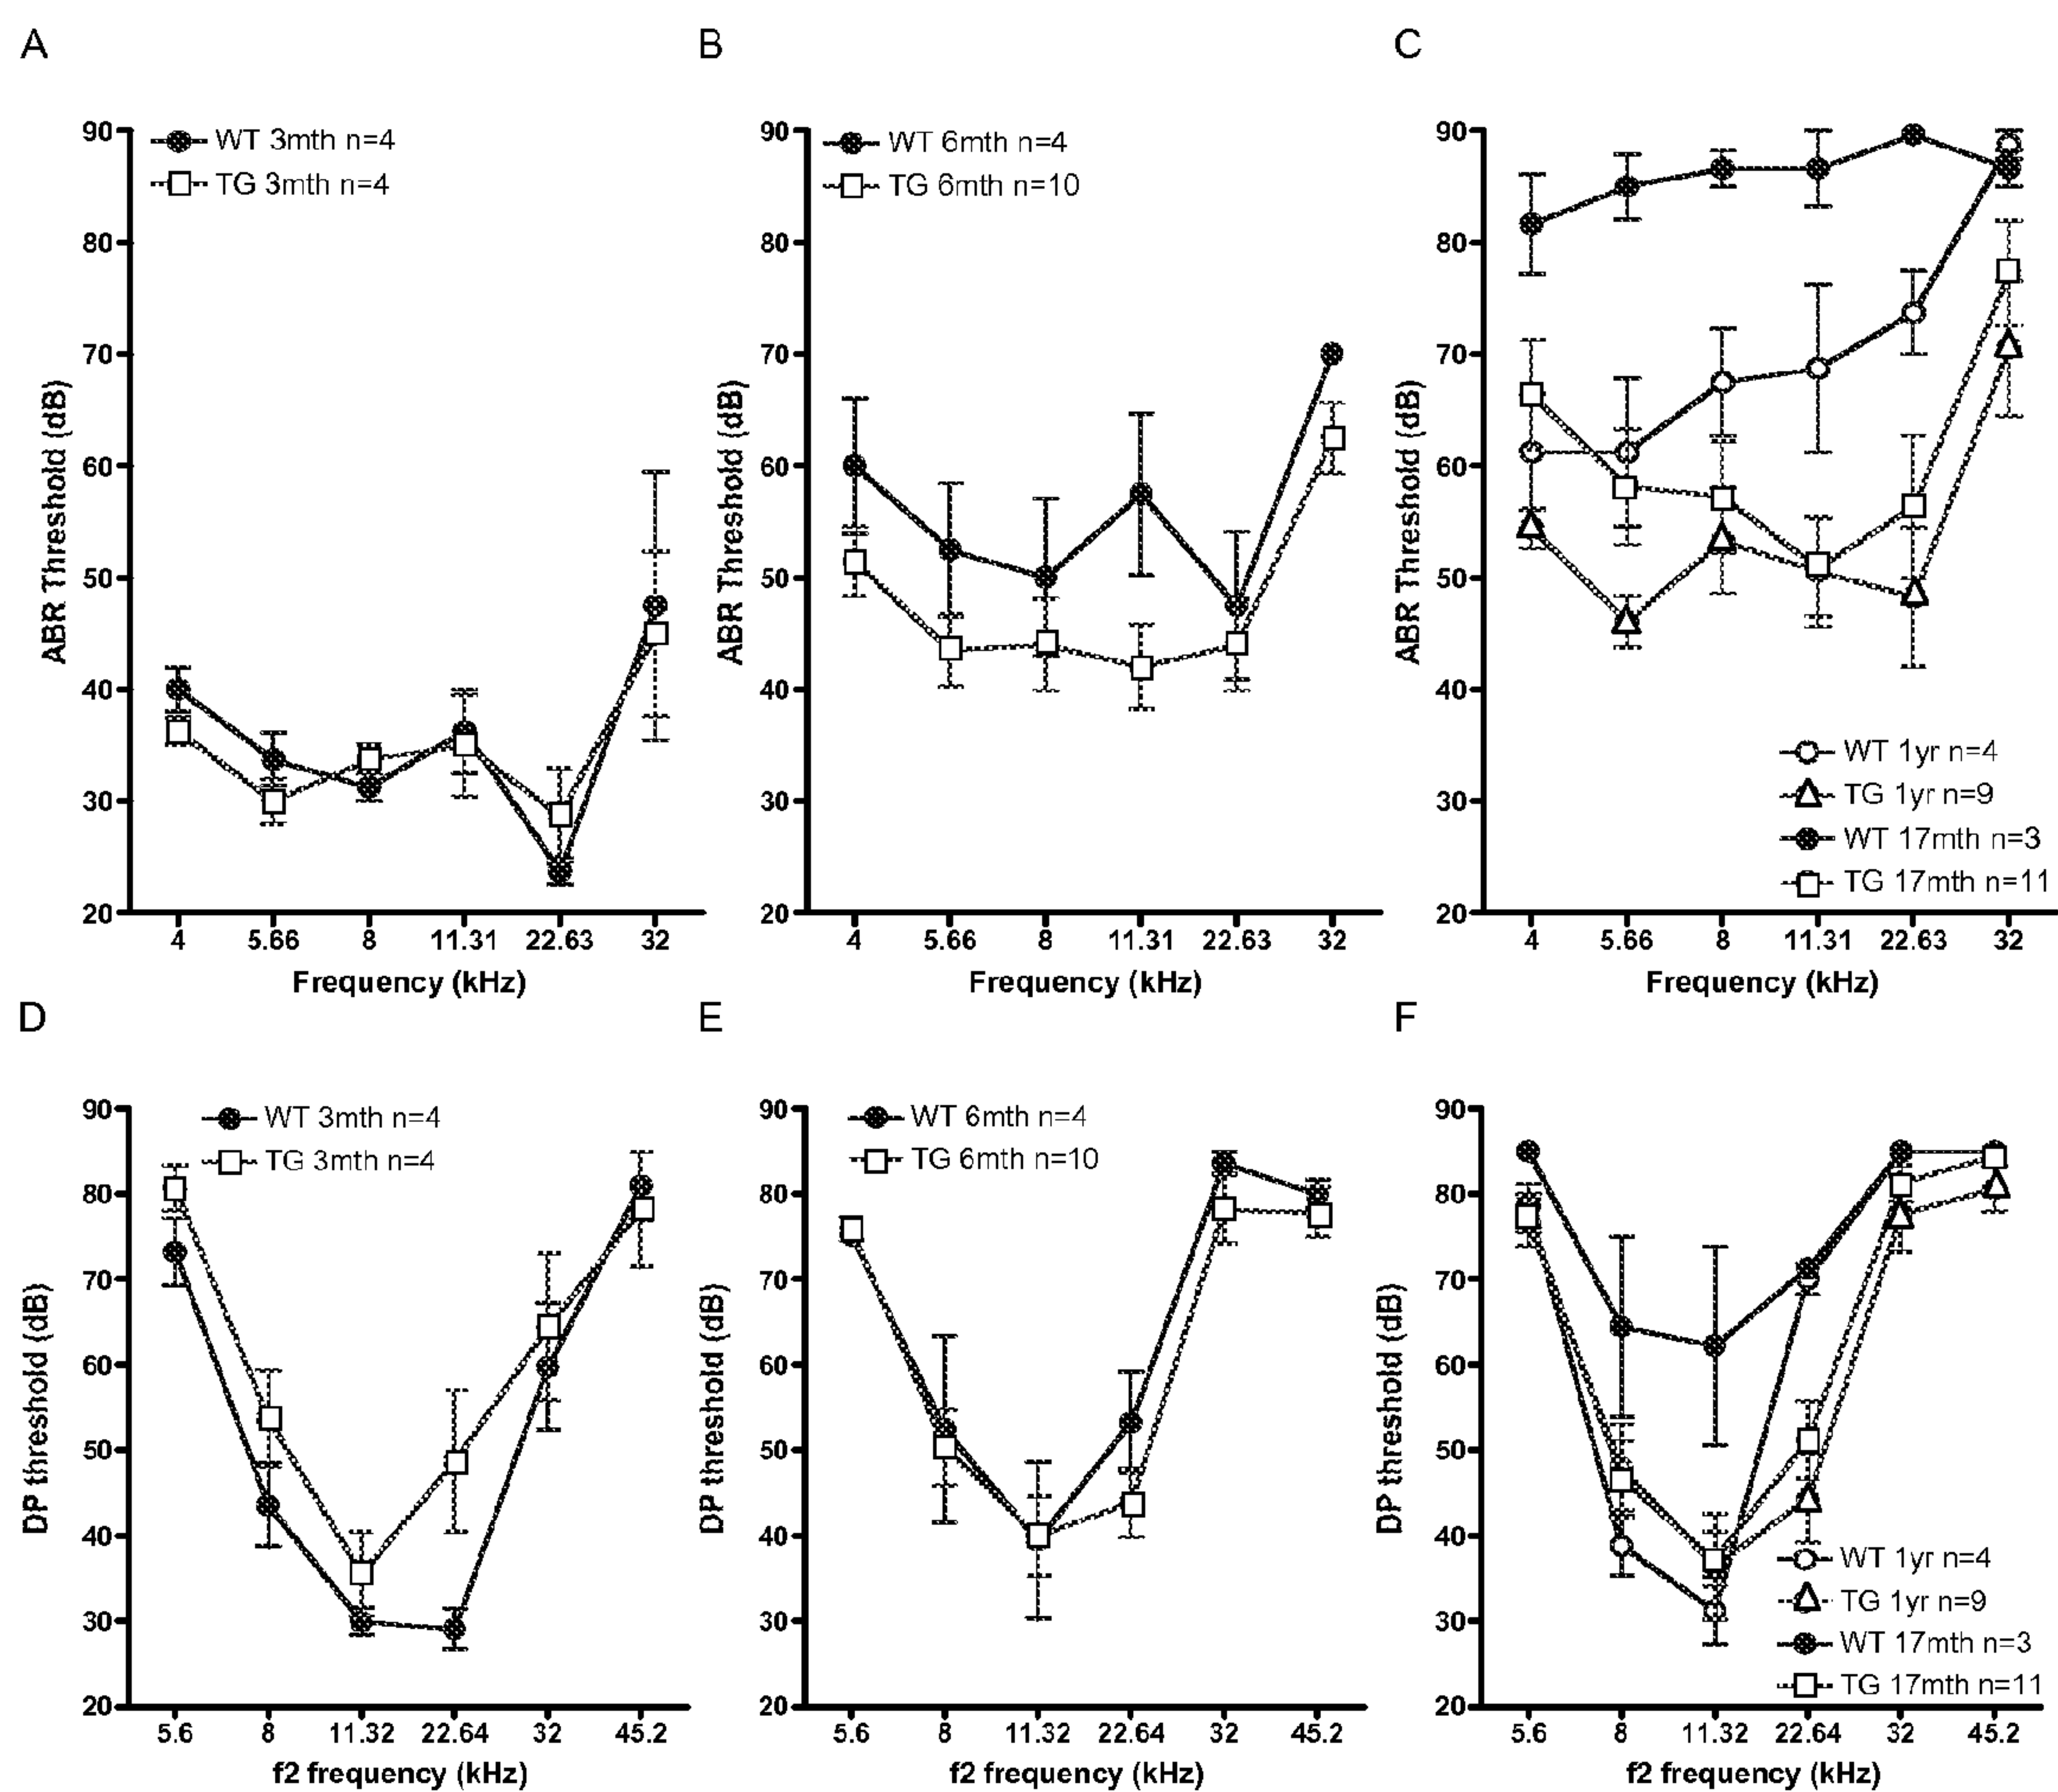 A
90
80
70
60
50
40
30
20
ABR Threshold (dB)
WT 3mth n=4
TG 3mth n=4
4 5.66 8 11.31 22.63 32
Frequency (kHz)
B
90
80
70
60
50
40
30
20
ABR Threshold (dB)
WT 6mth n=4
TG 6mth n=10
4 5.66 8 11.31 22.63 32
Frequency (kHz)
C
90
80
70
60
50
40
30
20
ABR Threshold (dB)
WT 1yr n=4
TG 1yr n=9
WT 17mth n=3
TG 17mth n=11
4 5.66 8 11.31 22.63 32
Frequency (kHz)
D
90
80
70
60
50
40
30
20
DP threshold (dB)
WT 3mth n=4
TG 3mth n=4
5.6 8 11.32 22.64 32 45.2
f2 frequency (kHz)
E
90
80
70
60
50
40
30
20
DP threshold (dB)
WT 6mth n=4
TG 6mth n=10
5.6 8 11.32 22.64 32 45.2
f2 frequency (kHz)
F
90
80
70
60
50
40
30
20
DP threshold (dB)
WT 1yr n=4
TG 1yr n=9
WT 17mth n=3
TG 17mth n=11
5.6 8 11.32 22.64 32 45.2
f2 frequency (kHz)